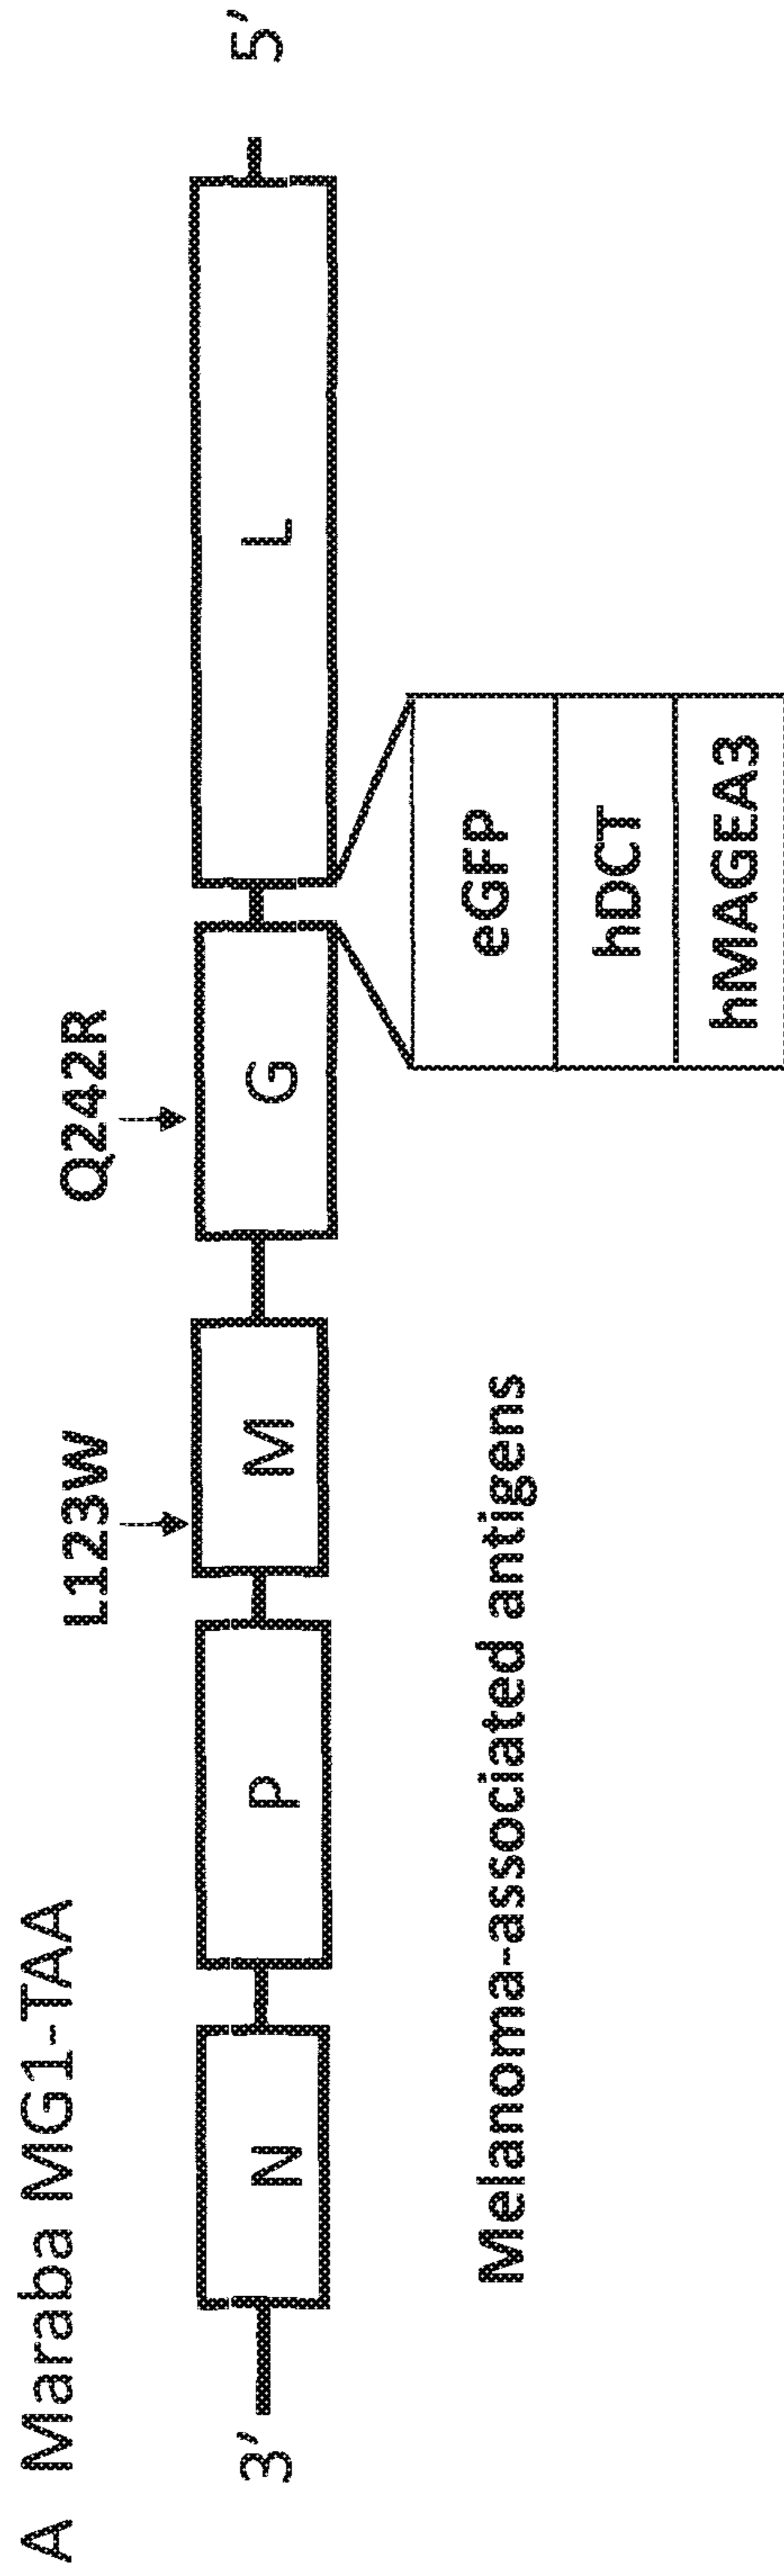 A Maraba MG1-TAA
L123W
Q242R
3’
N
P
M
G
L
5’
Melanoma-associated antigens
eGFP
hDCT
hMAGEA3